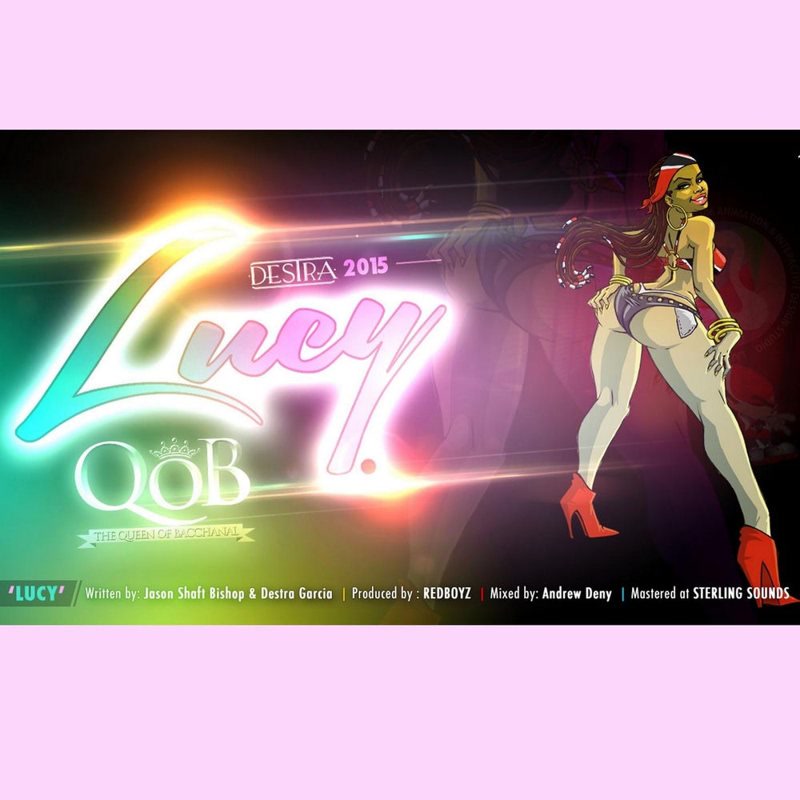 DESTRA 2015
Lucy.
QOB
THE QUEEN OF BACCHANAL
'LUCY' / Written by: Jason Shaft Bishop & Destra Garcia | Produced by : REDBOYZ | Mixed by: Andrew Deny | Mastered at STERLING SOUNDS